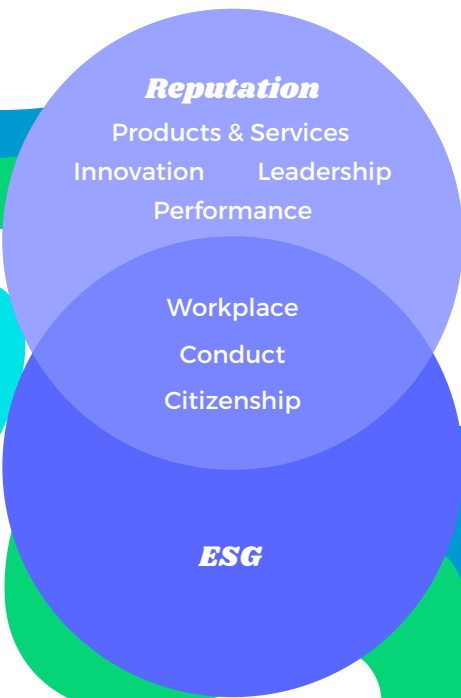 Reputation
Products & Services
Innovation Leadership
Performance
Workplace
Conduct
Citizenship
ESG